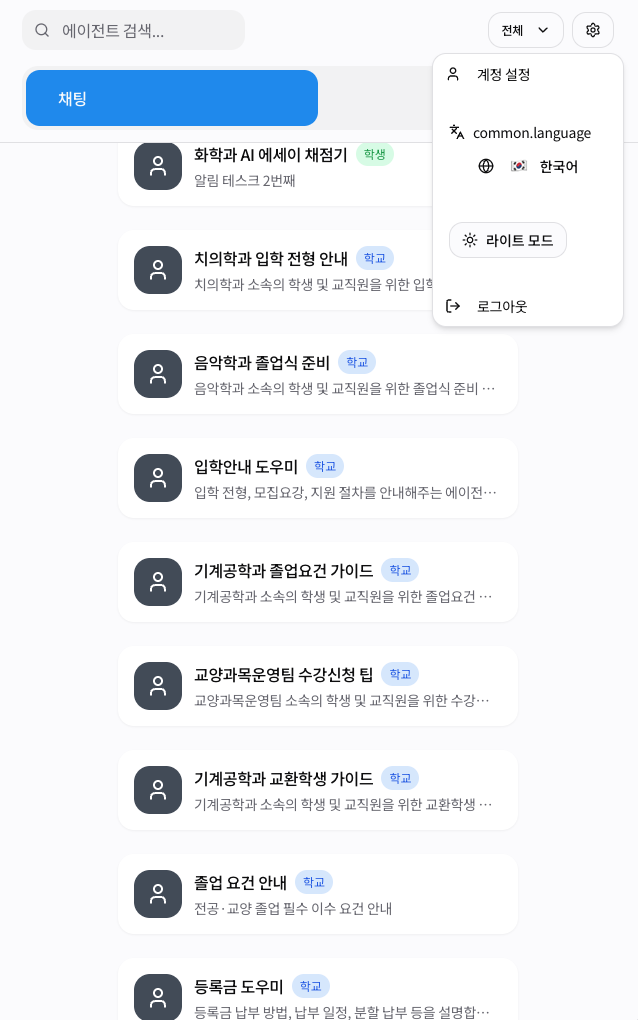 에이전트 검색...
전체
채팅
계정 설정
common.language
한국어
라이트 모드
로그아웃
화학과 AI 에세이 채점기 학생
알림 테스크 2번째
치의학과 입학 전형 안내 학교
치의학과 소속의 학생 및 교직원을 위한 입학
음악학과 졸업식 준비 학교
음악학과 소속의 학생 및 교직원을 위한 졸업식 준비 …
입학안내 도우미 학교
입학 전형, 모집요강, 지원 절차를 안내해주는 에이전…
기계공학과 졸업요건 가이드 학교
기계공학과 소속의 학생 및 교직원을 위한 졸업요건 …
교양과목운영팀 수강신청 팁 학교
교양과목운영팀 소속의 학생 및 교직원을 위한 수강…
기계공학과 교환학생 가이드 학교
기계공학과 소속의 학생 및 교직원을 위한 교환학생 …
졸업 요건 안내 학교
전공·교양 졸업 필수 이수 요건 안내
등록금 도우미 학교
등록금 납부 방법, 납부 일정, 분할 납부 등을 설명합…